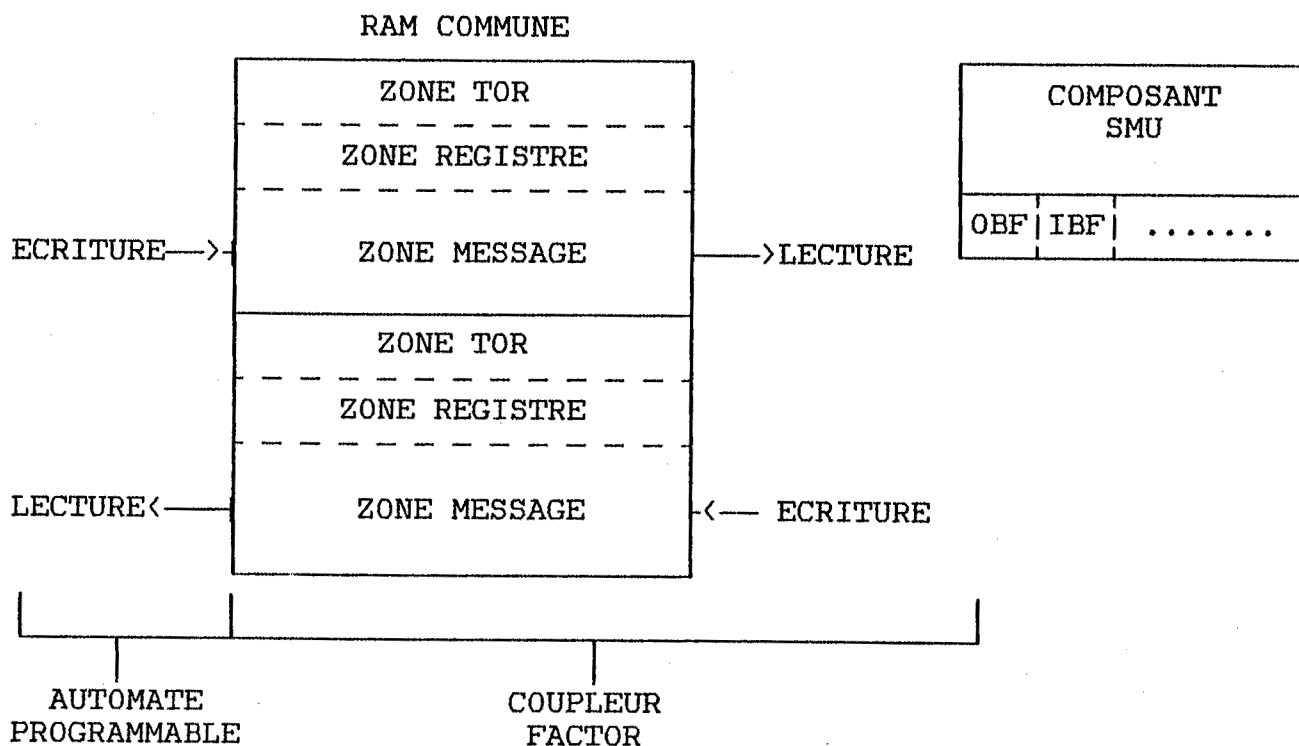 RAM COMMUNE
ZONE TOR
ZONE REGISTRE
ECRITURE
ZONE MESSAGE
LECTURE
COMPOSANT
SMU
OBF
IBF
.......
ZONE TOR
ZONE REGISTRE
LECTURE
ZONE MESSAGE
ECRITURE
AUTOMATE
PROGRAMMABLE
COUPLEUR
FACTOR